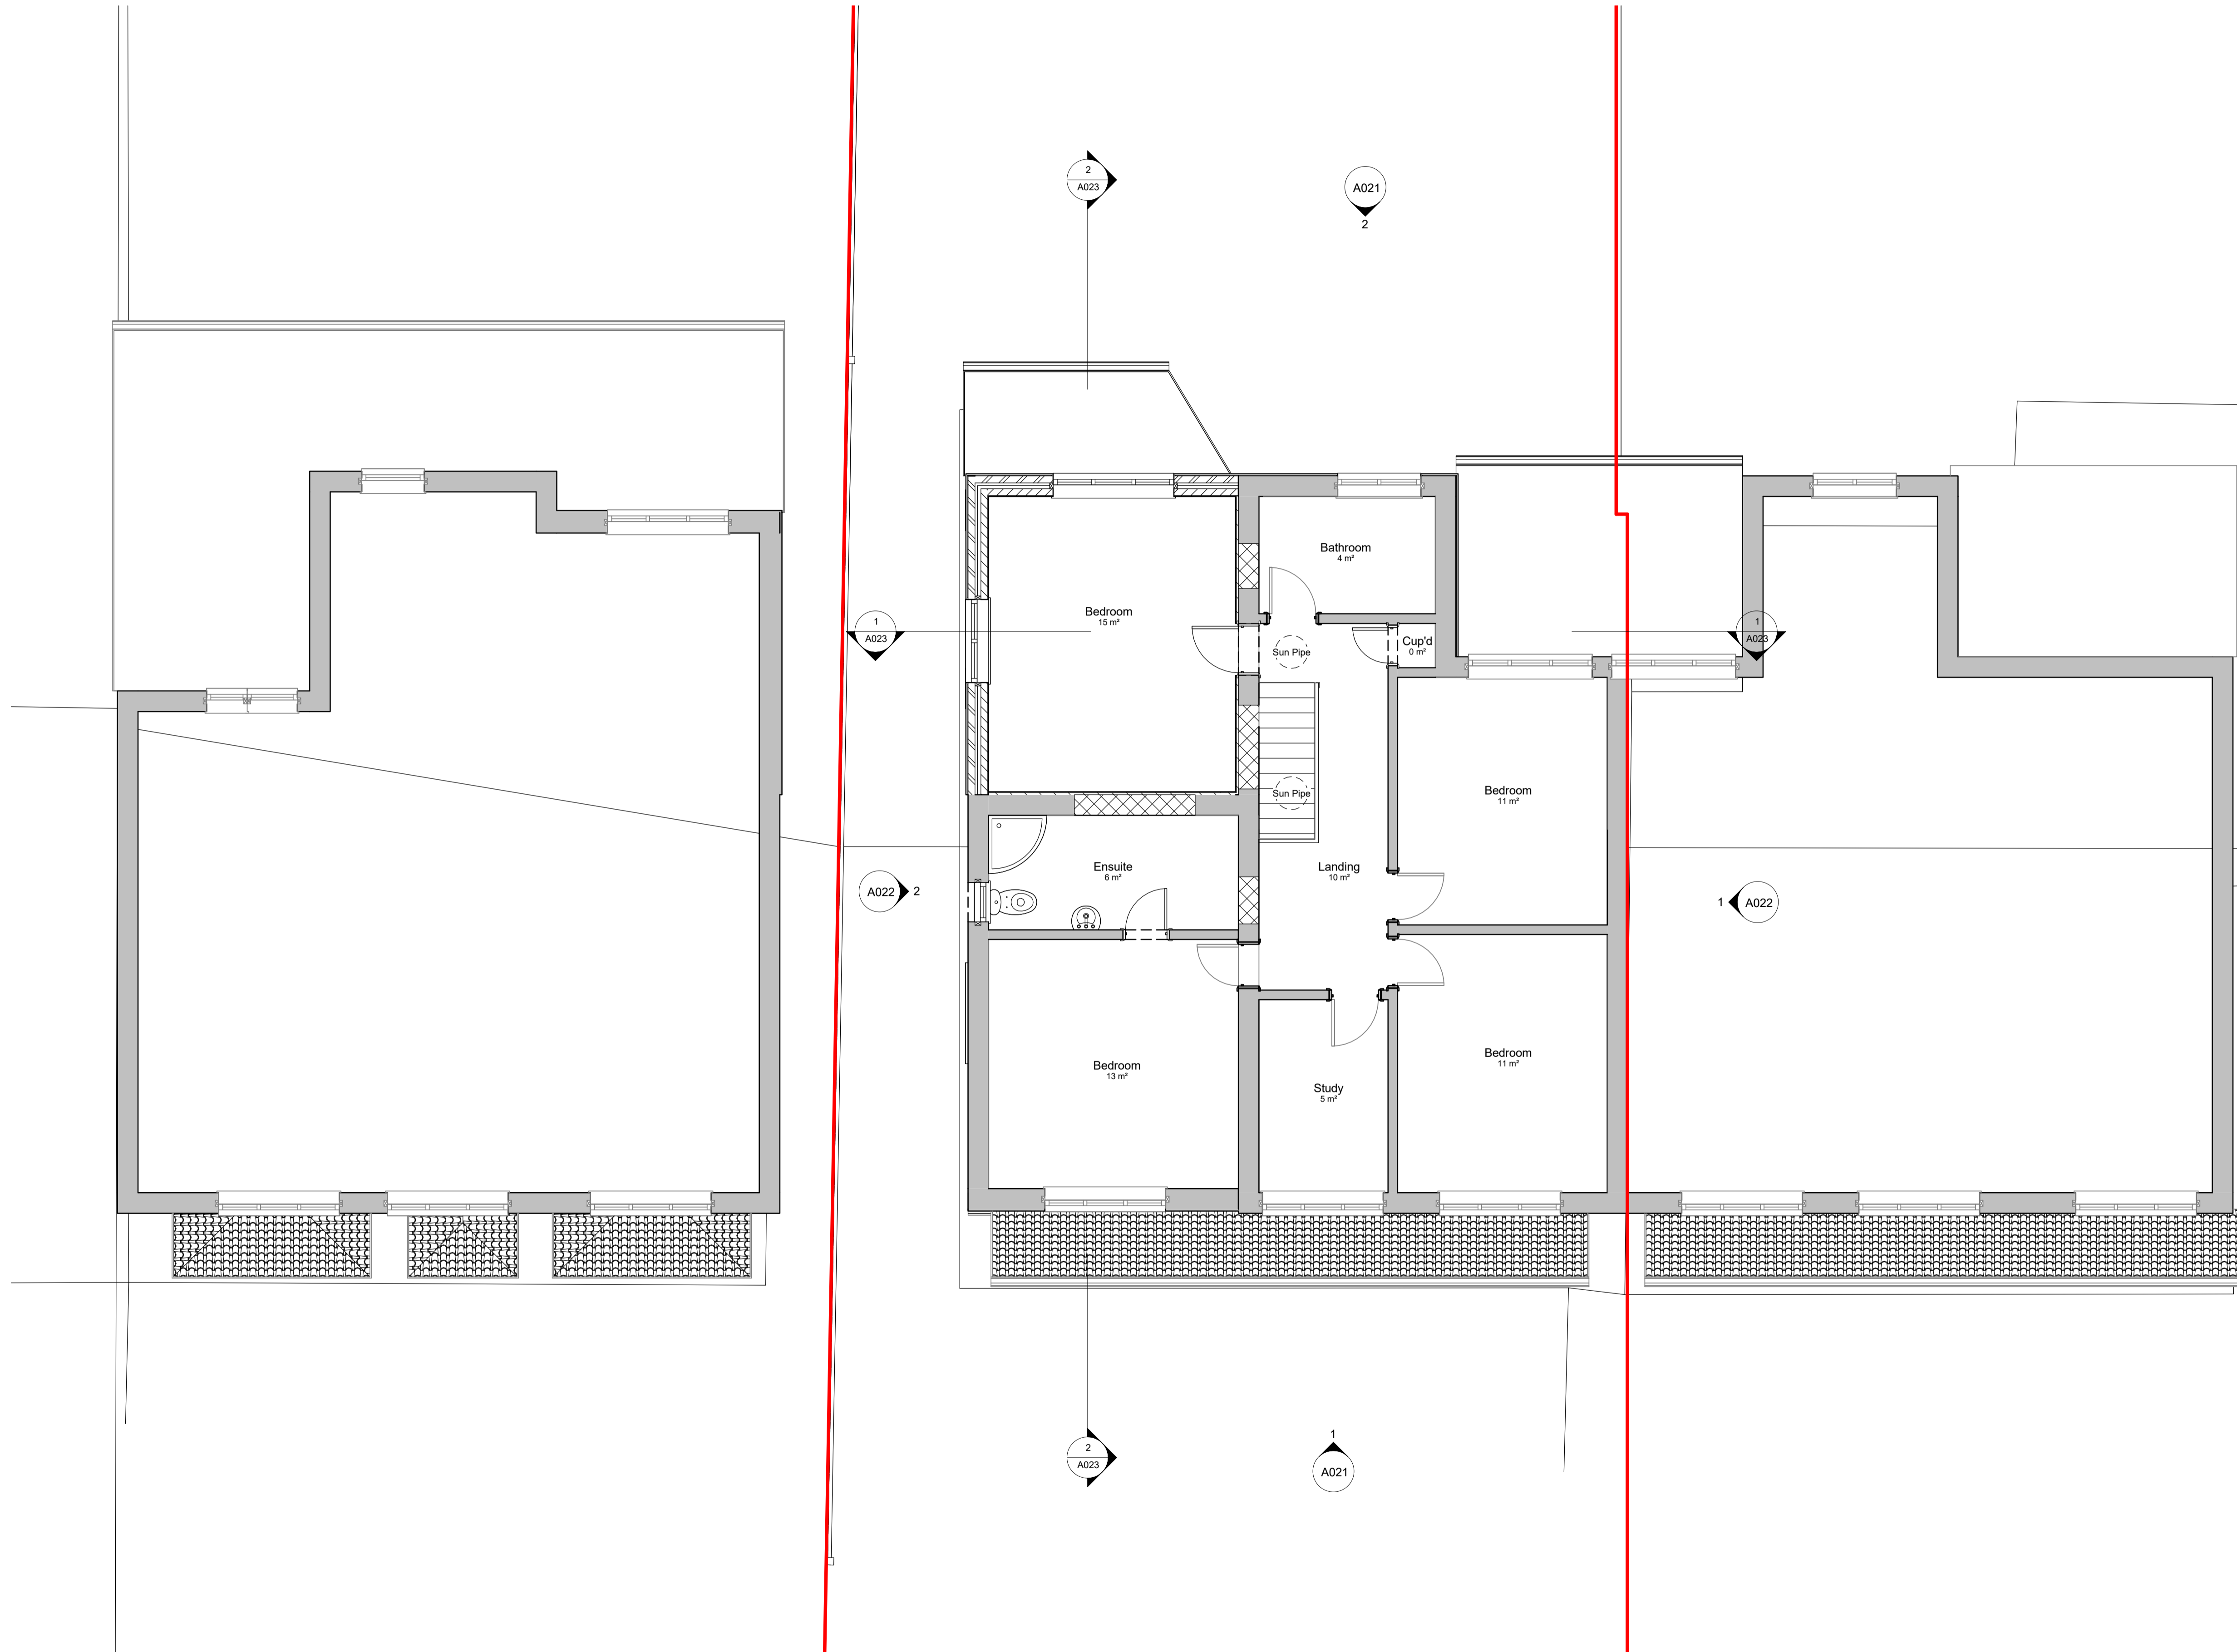 2
A023
A021
2
Bathroom
4 m²
Bedroom
15 m²
1
A023
Sun Pipe
Cup'd
0 m²
1
A023
Sun Pipe
Bedroom
11 m²
Ensuite
6 m²
Landing
10 m²
A022
2
1
A022
Bedroom
13 m²
Study
5 m²
Bedroom
11 m²
2
A023
1
A021